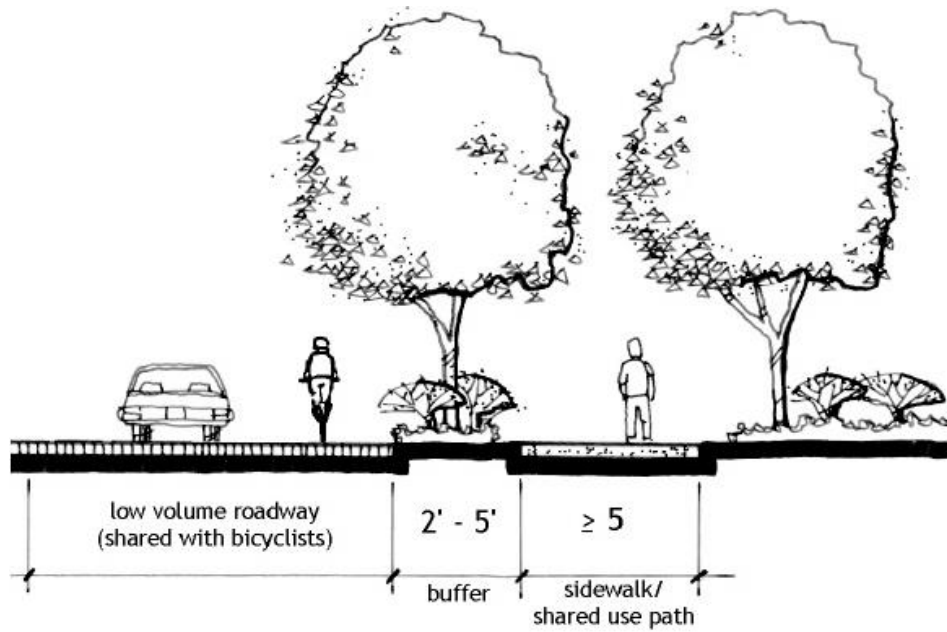 low volume roadway
(shared with bicyclists)
2' - 5'
≥ 5
buffer
sidewalk/
shared use path